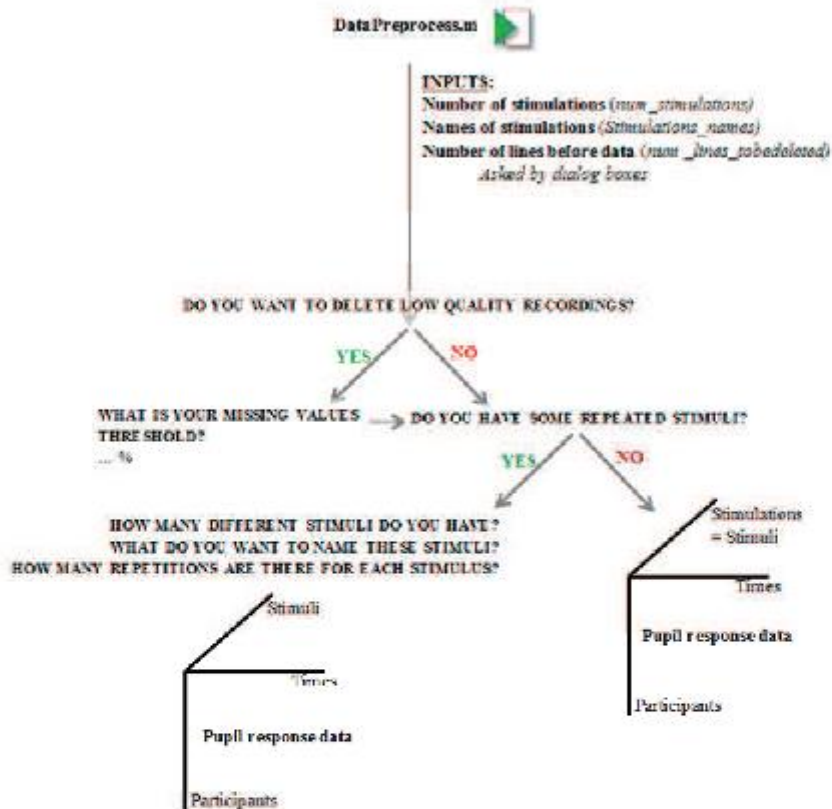 DataPreprocess.m
INPUTS:
Number of stimulations (num_stimulations)
Names of stimulations (Stimulations_names)
Number of lines before data (num_lines_tobedeleted)
Asked by dialog boxes
DO YOU WANT TO DELETE LOW QUALITY RECORDINGS?
YES
NO
WHAT IS YOUR MISSING VALUES
THRESHOLD?
... %
DO YOU HAVE SOME REPEATED STIMULI?
YES
NO
HOW MANY DIFFERENT STIMULI DO YOU HAVE?
WHAT DO YOU WANT TO NAME THESE STIMULI?
HOW MANY REPETITIONS ARE THERE FOR EACH STIMULUS?
Stimuli
Times
Pupil response data
Participants
Stimulations
= Stimuli
Times
Pupil response data
Participants